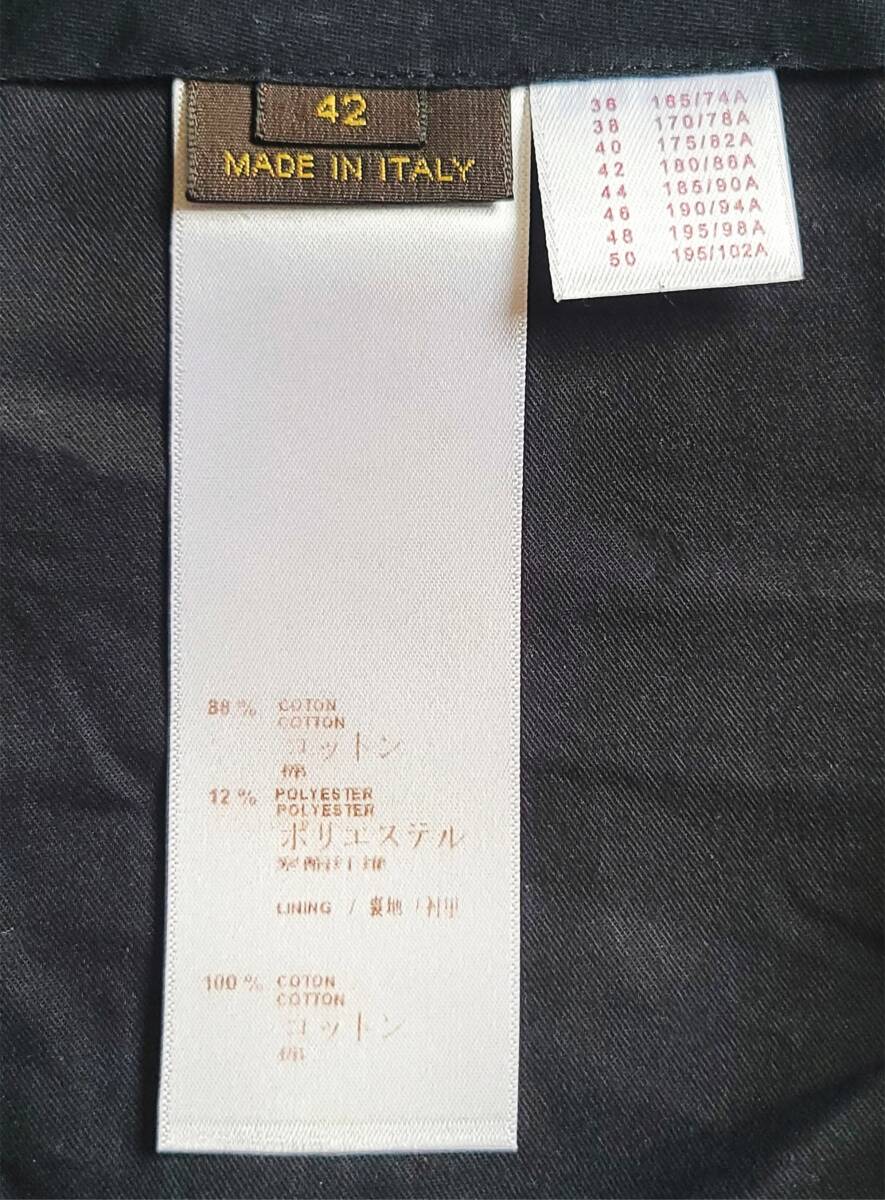 42
MADE IN ITALY
36 165/74A
38 170/78A
40 175/82A
42 180/86A
44 185/90A
46 190/94A
48 195/98A
50 195/102A
88 % COTON
COTTON
コットン
棉
12 % POLYESTER
POLYESTER
ポリエステル
LINING / 裏地 / 衬里
100 % COTON
COTTON
コットン
棉